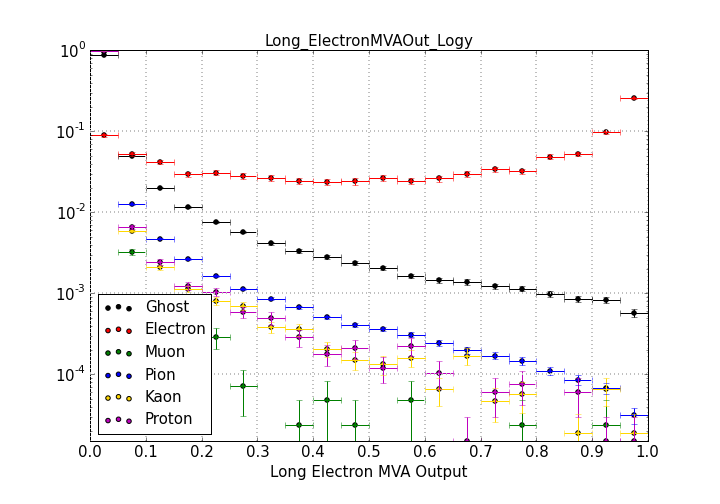 Long_ElectronMVAOut_Logy
10^0
10^-1
10^-2
10^-3
10^-4
Ghost
Electron
Muon
Pion
Kaon
Proton
0.0 0.1 0.2 0.3 0.4 0.5 0.6 0.7 0.8 0.9 1.0
Long Electron MVA Output